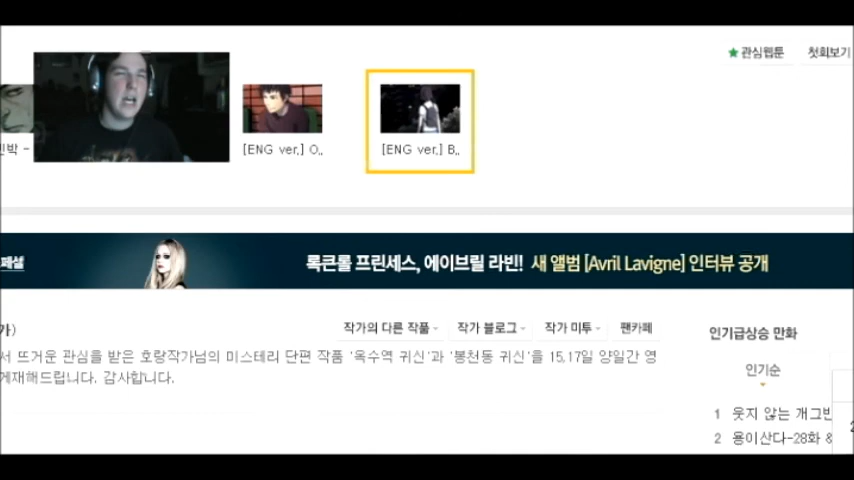 ★ 관심웹툰
첫회보기
[ENG ver.] O..
[ENG ver.] B..
록큰롤 프린세스, 에이브릴 라빈!! 새 앨범 [Avril Lavigne] 인터뷰 공개
작가의 다른 작품
작가 블로그
작가 미투
팬카페
서 뜨거운 관심을 받은 호랑작가님의 미스테리 단편 작품 '옥수역 귀신'과 '봉천동 귀신'을 15,17일 양일간 영
게재해드립니다. 감사합니다.
인기급상승 만화
인기순
1 웃지 않는 개그반
2 용이산다-28화 &